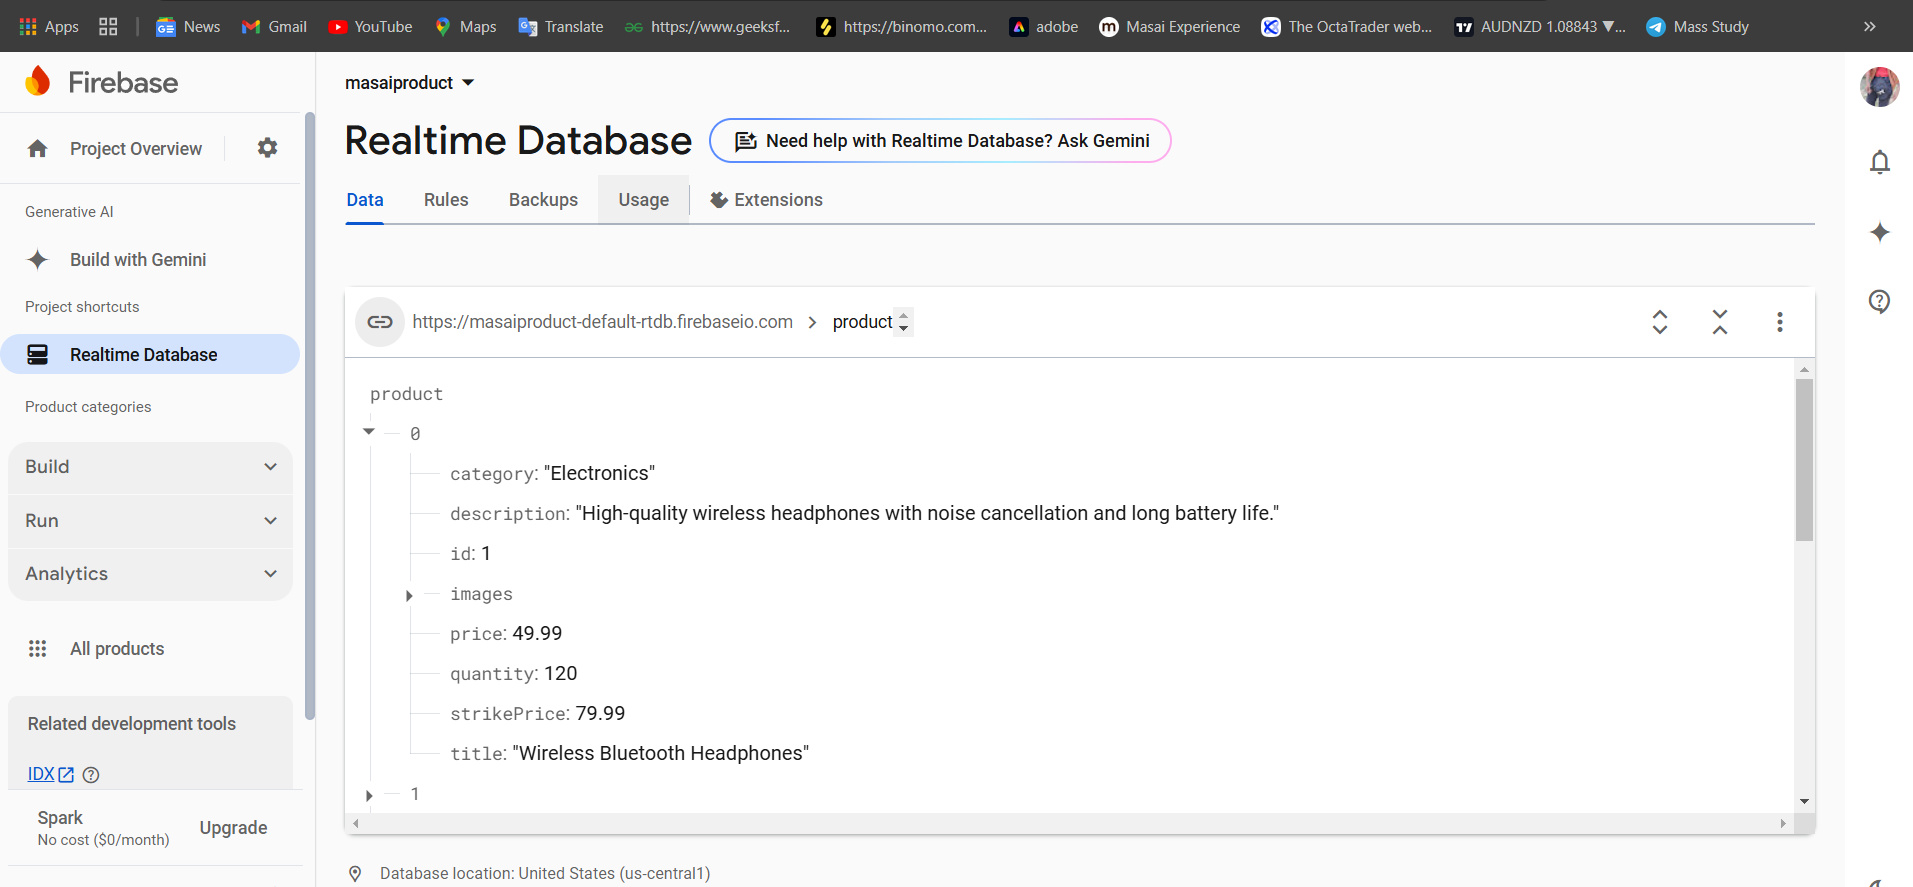 Apps News Gmail YouTube Maps Translate https://www.geeksf... https://binomo.com... adobe Masai Experience The OctaTrader web... AUDNZD 1.08843 ▼... Mass Study »
Firebase
masaiproduct
Project Overview
Realtime Database
Need help with Realtime Database? Ask Gemini
Data Rules Backups Usage Extensions
Generative AI
Build with Gemini
Project shortcuts
Realtime Database
Product categories
Build
Run
Analytics
All products
Related development tools
IDX
Spark
No cost ($0/month)
Upgrade
https://masaiproduct-default-rtdb.firebaseio.com > product
product
0
category: "Electronics"
description: "High-quality wireless headphones with noise cancellation and long battery life."
id: 1
images
price: 49.99
quantity: 120
strikePrice: 79.99
title: "Wireless Bluetooth Headphones"
1
Database location: United States (us-central1)